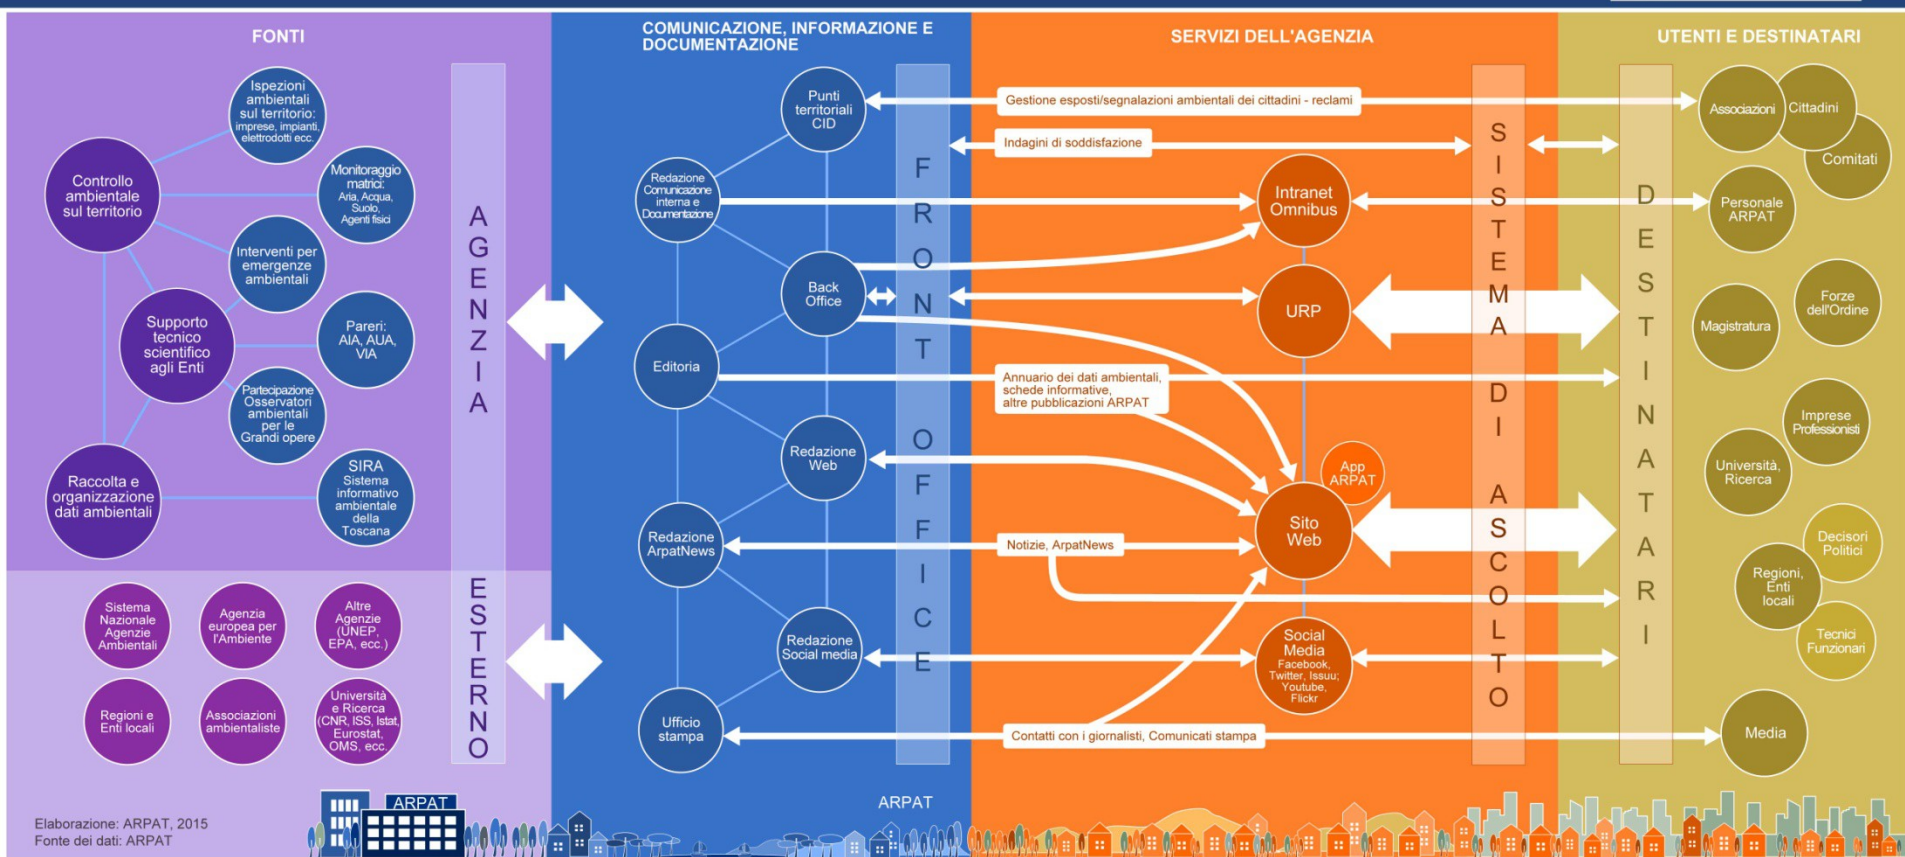 FONTI
Ispezioni
ambientali
sul territorio:
imprese, impianti,
elettrodotti ecc.
Controllo
ambientale
sul territorio
Monitoraggio
matrici:
Aria, Acqua,
Suolo,
Agenti fisici
Interventi per
emergenze
ambientali
Supporto
tecnico
scientifico
agli Enti
Pareri:
AIA, AUA,
VIA
Partecipazione
Osservatori
ambientali
per le
Grandi opere
Raccolta e
organizzazione
dati ambientali
SIRA
Sistema
informativo
ambientale
della
Toscana
AGENZIA
Sistema
Nazionale
Agenzie
Ambientali
Agenzia
europea per
l'Ambiente
Altre
Agenzie
(UNEP,
EPA, ecc.)
Regioni e
Enti locali
Associazioni
ambientaliste
Università
e Ricerca
(CNR, ISS, Istat,
Eurostat,
OMS, ecc.
ESTERNO
COMUNICAZIONE, INFORMAZIONE E
DOCUMENTAZIONE
Punti
territoriali
CID
Redazione
Comunicazione
interna e
Documentazione
Back
Office
Editoria
Redazione
Web
Redazione
ArpatNews
Redazione
Social media
Ufficio
stampa
FRONT OFFICE
SERVIZI DELL'AGENZIA
Gestione esposti/segnalazioni ambientali dei cittadini - reclami
Indagini di soddisfazione
Intranet
Omnibus
URP
Annuario dei dati ambientali,
schede informative,
altre pubblicazioni ARPAT
App
ARPAT
Sito
Web
Notizie, ArpatNews
Social
Media
Facebook,
Twitter, Issuu;
Youtube,
Flickr
Contatti con i giornalisti, Comunicati stampa
SISTEMA DI ASCOLTO
UTENTI E DESTINATARI
DESTINATARI
Associazioni
Cittadini
Comitati
Personale
ARPAT
Forze
dell'Ordine
Magistratura
Imprese
Professionisti
Università,
Ricerca
Decisori
Politici
Regioni,
Enti
locali
Tecnici
Funzionari
Media
ARPAT
ARPAT
Elaborazione: ARPAT, 2015
Fonte dei dati: ARPAT